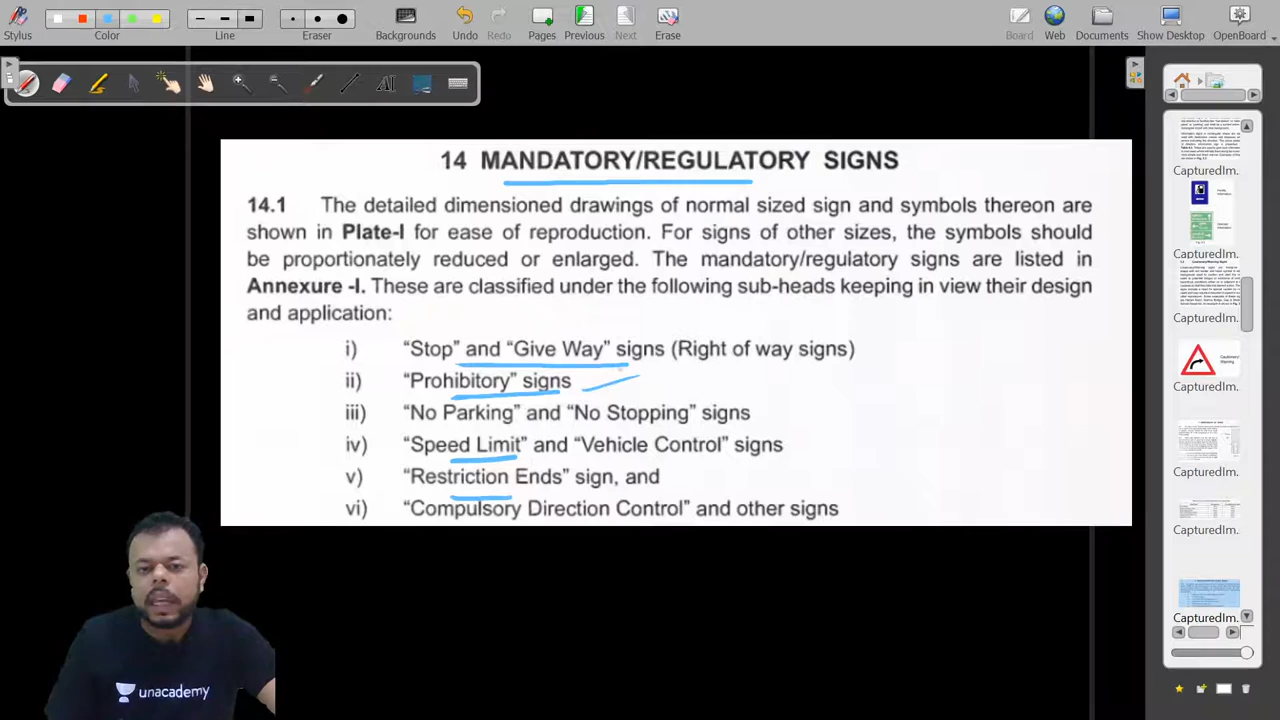 Stylus
Color
Line
Eraser
Backgrounds
Undo
Redo
Pages
Previous
Next
Erase
Board
Web
Documents
Show Desktop
OpenBoard
14 MANDATORY/REGULATORY SIGNS
14.1 The detailed dimensioned drawings of normal sized sign and symbols thereon are
shown in Plate-I for ease of reproduction. For signs of other sizes, the symbols should
be proportionately reduced or enlarged. The mandatory/regulatory signs are listed in
Annexure -I. These are classified under the following sub-heads keeping in view their design
and application:
i) “Stop” and “Give Way” signs (Right of way signs)
ii) “Prohibitory” signs
iii) “No Parking” and “No Stopping” signs
iv) “Speed Limit” and “Vehicle Control” signs
v) “Restriction Ends” sign, and
vi) “Compulsory Direction Control” and other signs
CapturedIm.
CapturedIm.
CapturedIm.
CapturedIm.
CapturedIm.
CapturedIm.
CapturedIm.
unacademy